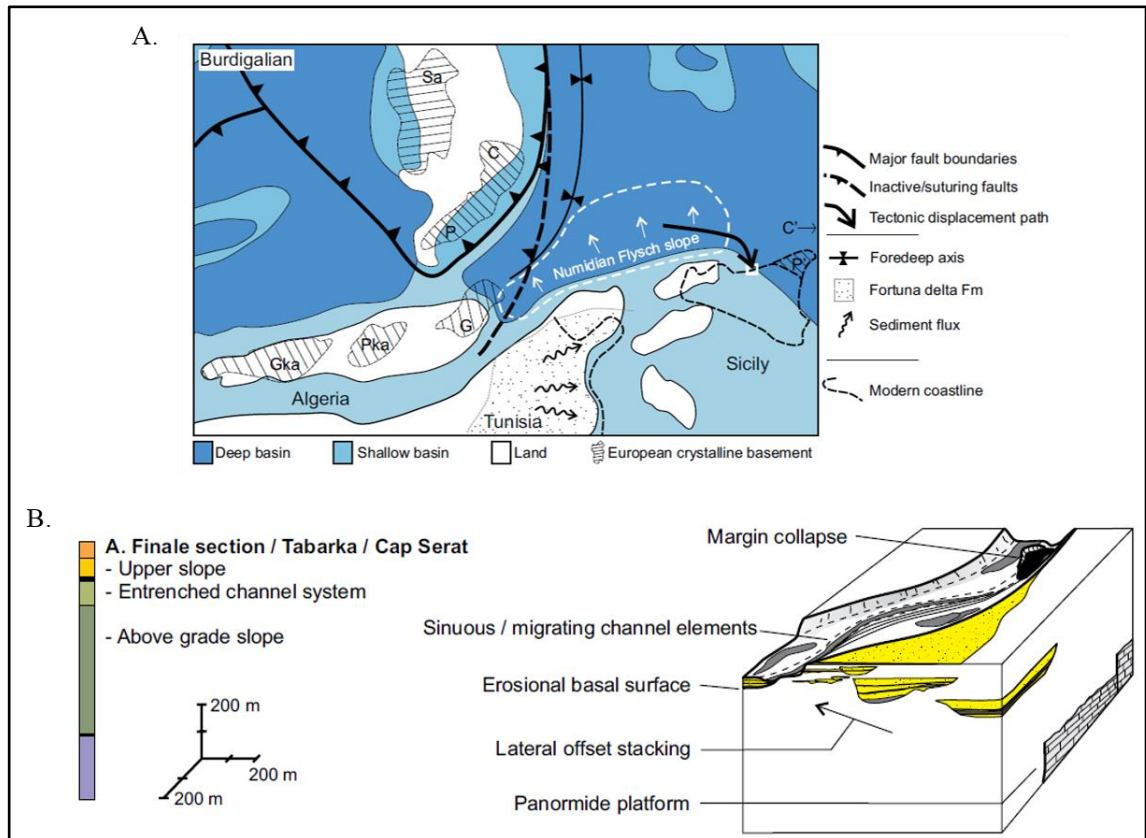 A.
Burdigalian
Sa
C
P
G
Pka
Gka
Algeria
Tunisia
Sicily
Numidian Flysch slope
C'→
P'
Major fault boundaries
Inactive/suturing faults
Tectonic displacement path
Foredeep axis
Fortuna delta Fm
Sediment flux
Modern coastline
Deep basin
Shallow basin
Land
European crystalline basement
B.
A. Finale section / Tabarka / Cap Serat
- Upper slope
- Entrenched channel system
- Above grade slope
200 m
200 m
200 m
Margin collapse
Sinuous / migrating channel elements
Erosional basal surface
Lateral offset stacking
Panormide platform